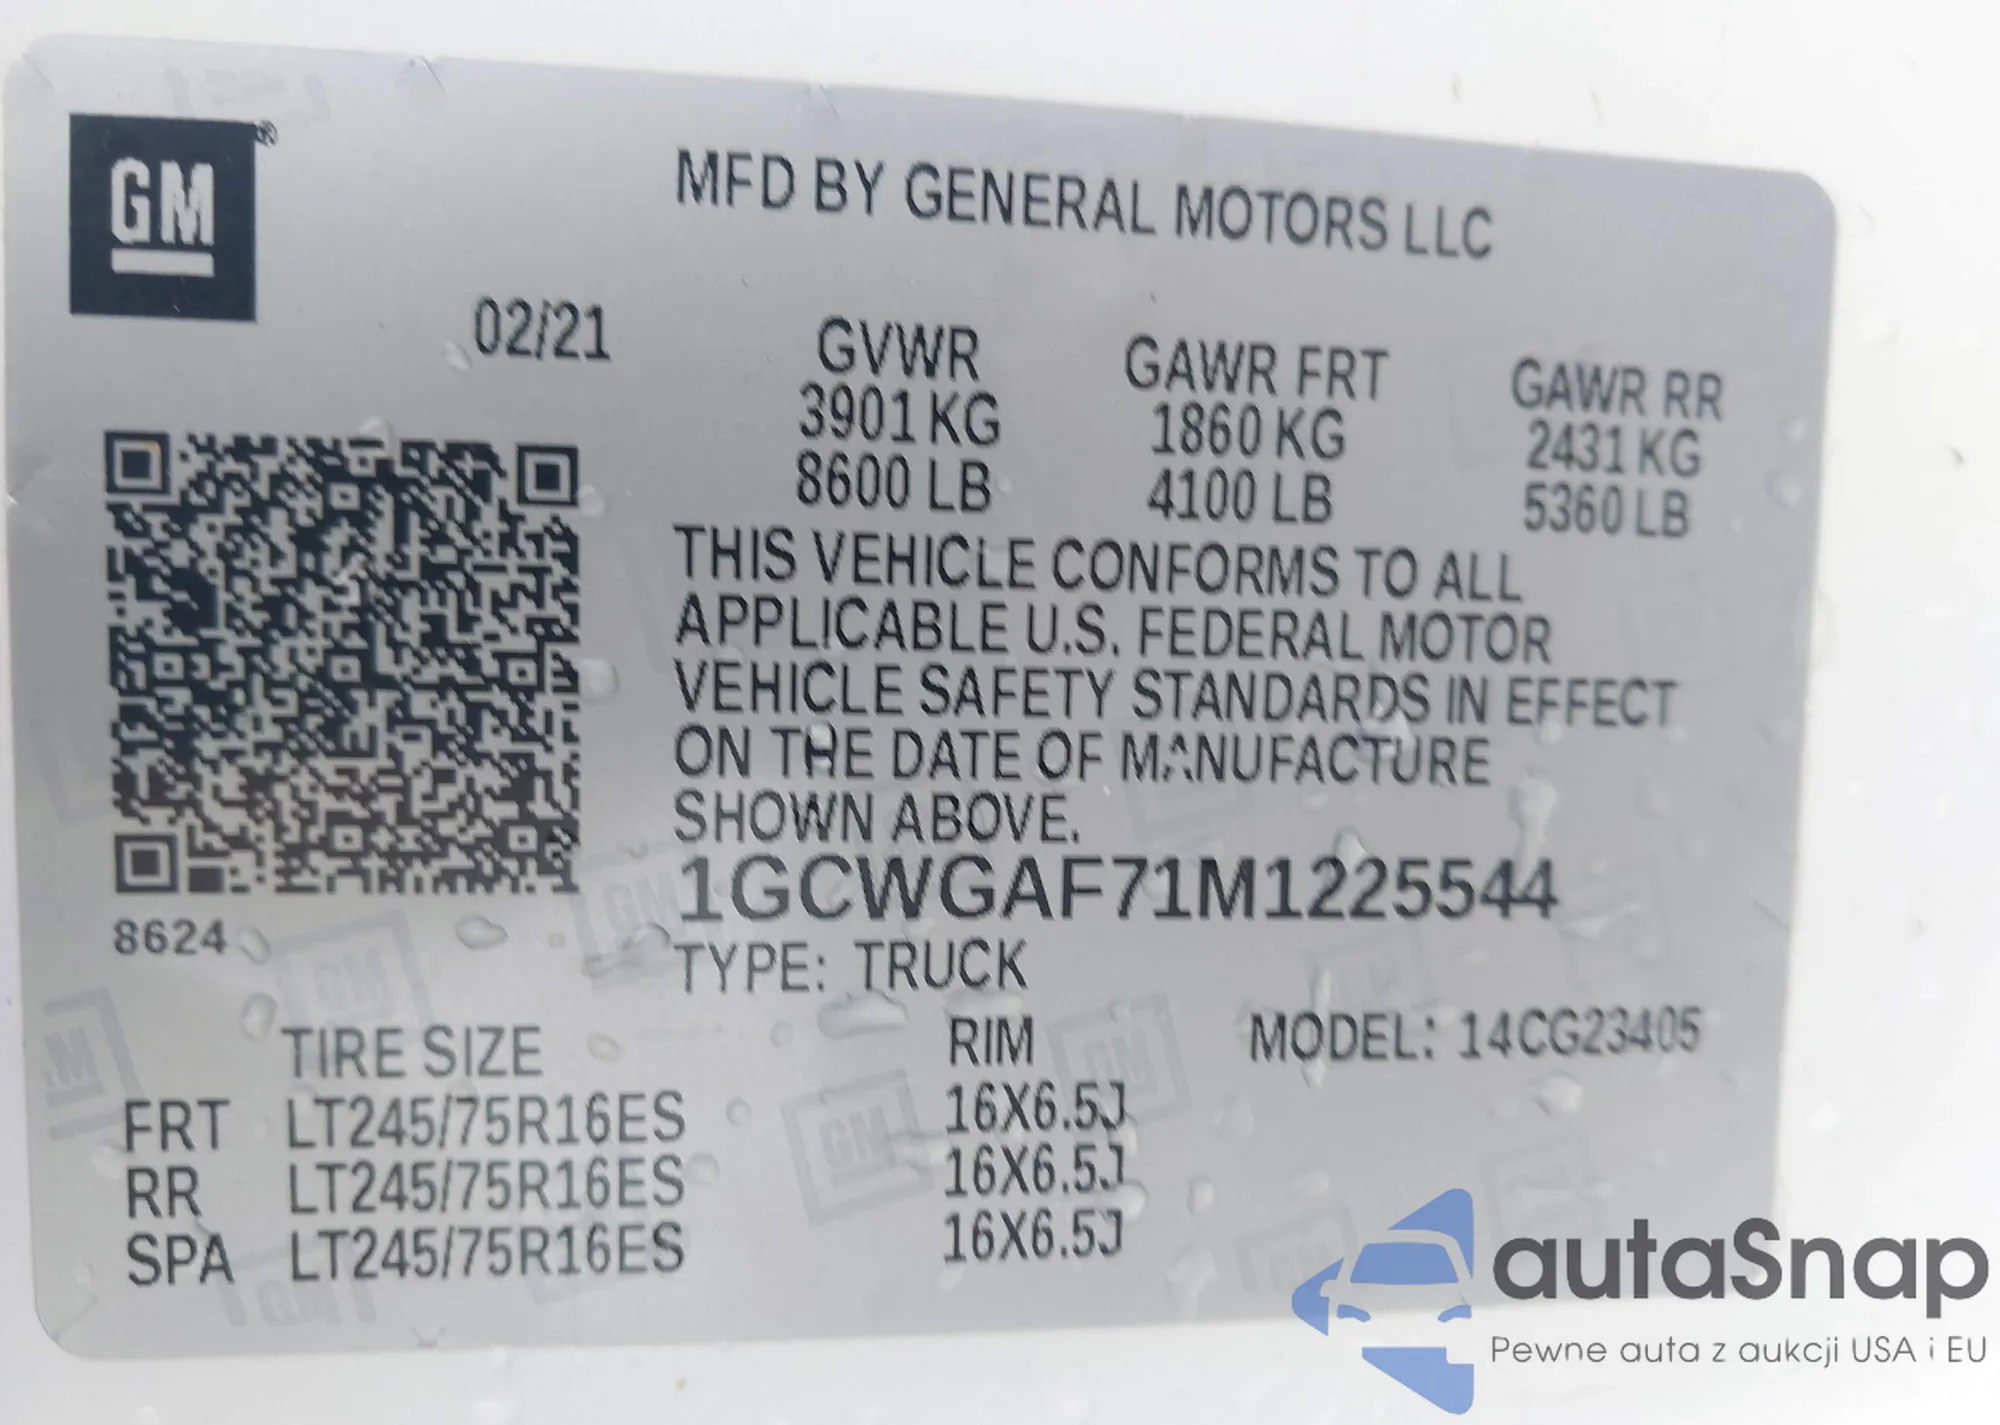 GM®
MFD BY GENERAL MOTORS LLC
02/21
GVWR GAWR FRT GAWR RR
3901 KG 1860 KG 2431 KG
8600 LB 4100 LB 5360 LB
THIS VEHICLE CONFORMS TO ALL
APPLICABLE U.S. FEDERAL MOTOR
VEHICLE SAFETY STANDARDS IN EFFECT
ON THE DATE OF MANUFACTURE
SHOWN ABOVE.
1GCWGAF71M1225544
8624
TYPE: TRUCK
TIRE SIZE RIM MODEL: 14CG23405
FRT LT245/75R16ES 16X6.5J
RR LT245/75R16ES 16X6.5J
SPA LT245/75R16ES 16X6.5J
autaSnap
Pewne auta z aukcji USA i EU